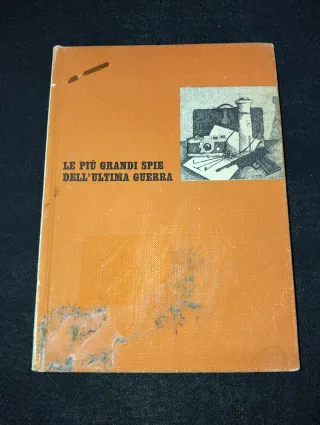 LE PIÙ GRANDI SPIE
DELL'ULTIMA GUERRA